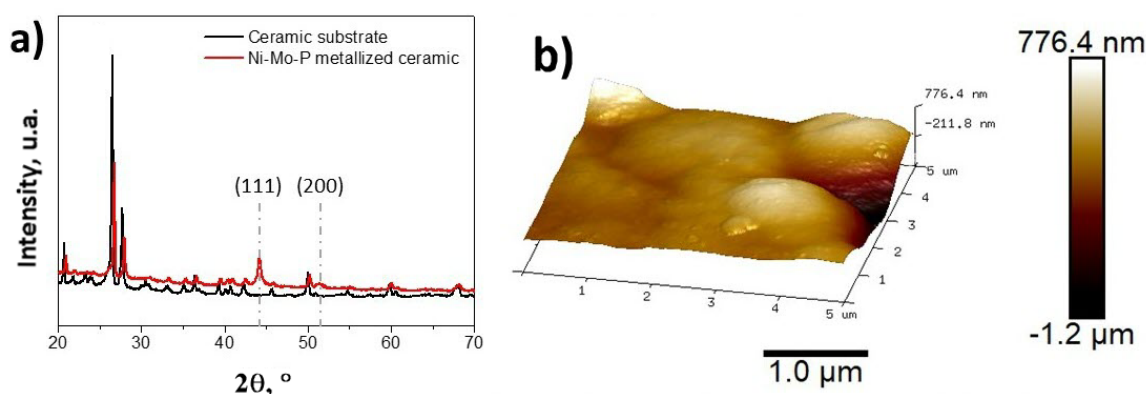 a)
Ceramic substrate
Ni-Mo-P metallized ceramic
(111) (200)
Intensity, u.a.
20 30 40 50 60 70
2θ, °
b)
776.4 nm
-211.8 nm
5 um
4
3
2
1
1 2 3 4 5 um
1.0 µm
776.4 nm
-1.2 µm